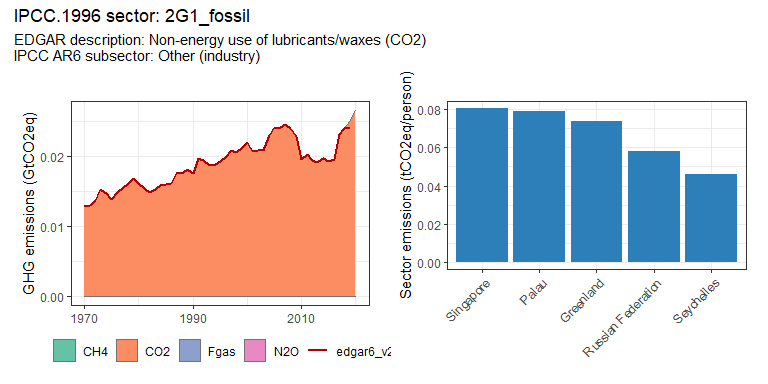 IPCC.1996 sector: 2G1_fossil
EDGAR description: Non-energy use of lubricants/waxes (CO2)
IPCC AR6 subsector: Other (industry)
GHG emissions (GtCO2eq)
0.02
0.01
0.00
1970
1990
2010
CH4
CO2
Fgas
N2O
edgar6_v2
Sector emissions (tCO2eq/person)
0.08
0.06
0.04
0.02
0.00
Singapore
Palau
Greenland
Russian Federation
Seychelles